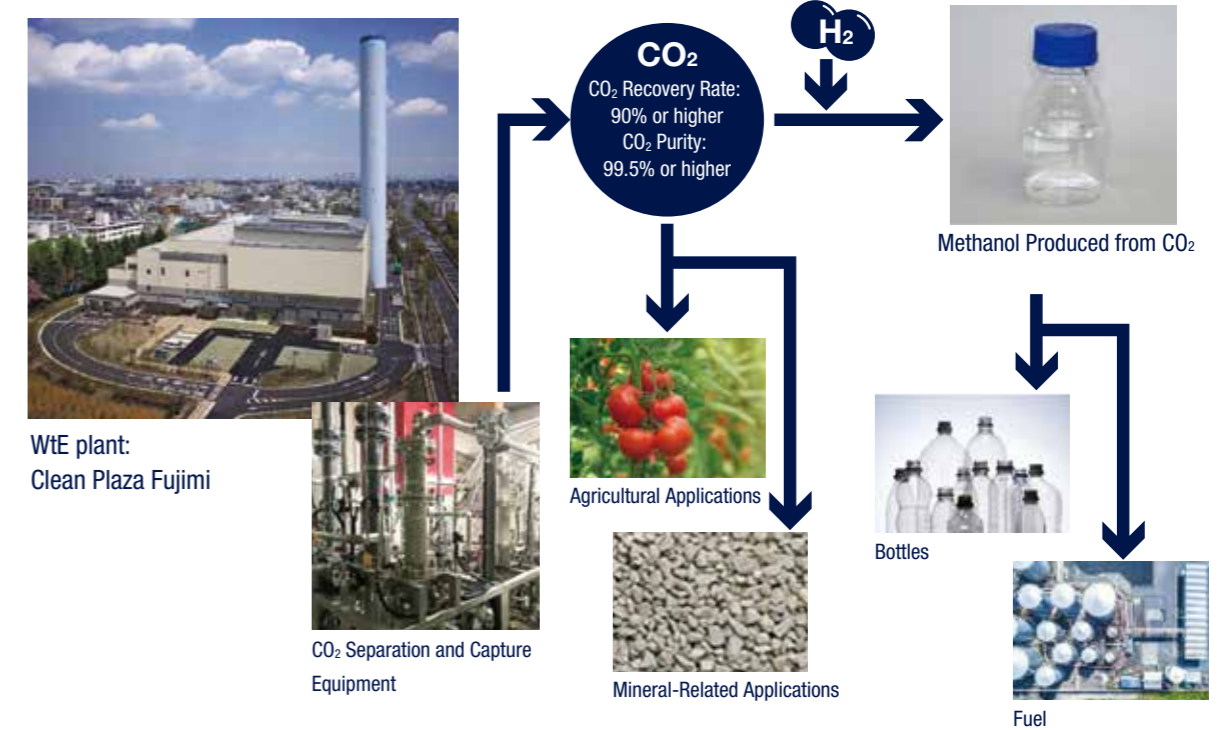 CO₂
CO₂ Recovery Rate:
90% or higher
CO₂ Purity:
99.5% or higher
H₂
Methanol Produced from CO₂
WtE plant:
Clean Plaza Fujimi
CO₂ Separation and Capture
Equipment
Agricultural Applications
Mineral-Related Applications
Bottles
Fuel